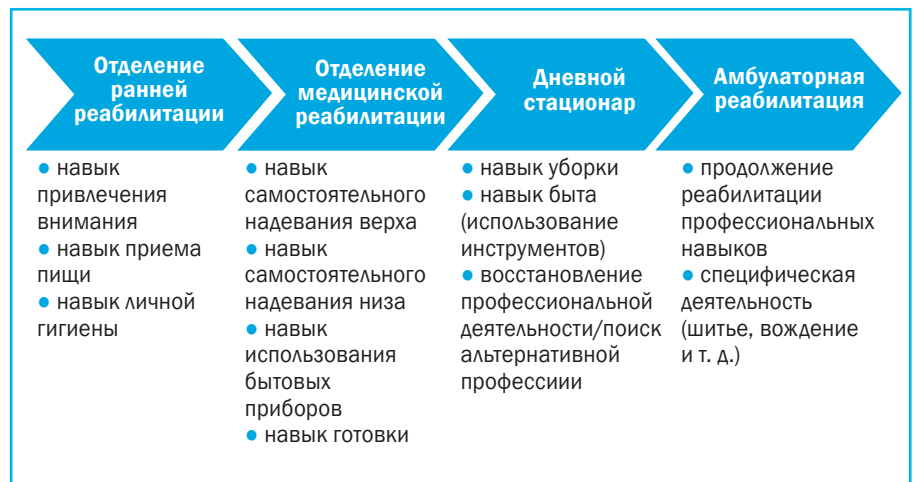 Отделение
ранней
реабилитации
● навык
привлечения
внимания
● навык приема
пищи
● навык личной
гигиены
Отделение
медицинской
реабилитации
● навык
самостоятельного
надевания верха
● навык
самостоятельного
надевания низа
● навык
использования
бытовых
приборов
● навык готовки
Дневной
стационар
● навык уборки
● навык быта
(использование
инструментов)
● восстановление
профессиональной
деятельности/поиск
альтернативной
профессиии
Амбулаторная
реабилитация
● продолжение
реабилитации
профессиональных
навыков
● специфическая
деятельность
(шитье, вождение
и т. д.)